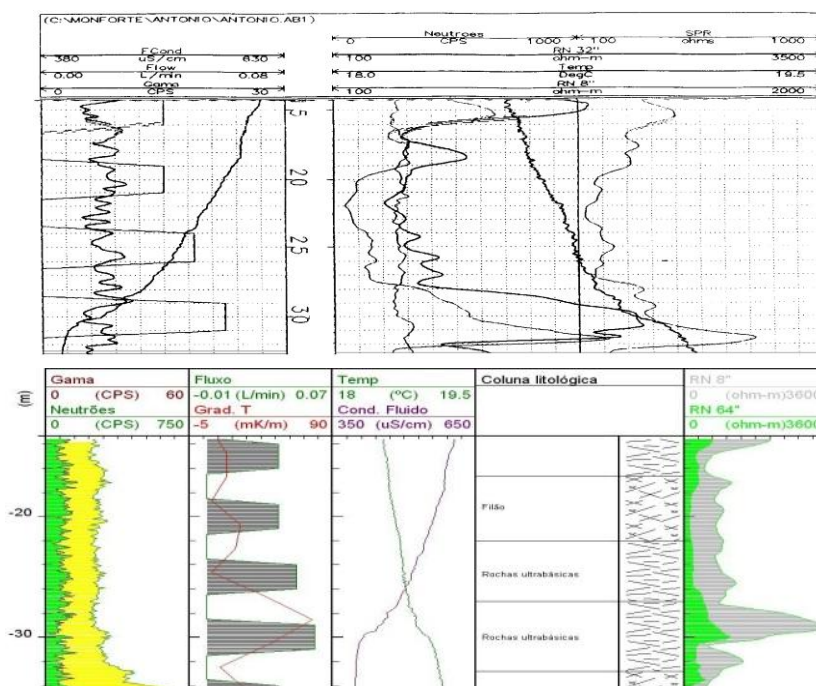 (C:\MONFORTE\ANTONIO\ANTONIO.AB1)
Neutroes SPR
0 CPS 1000 100 ohms 1000
FCond RN 32"
380 uS/cm 630 100 ohm-m 3500
Flow Temp
0.00 L/min 0.08 18.0 DegC 19.5
Gama RN 8"
0 CPS 30 100 ohm-m 2000
20
25
30
Gama Fluxo Temp Coluna litológica RN 8"
0 (CPS) 60 -0.01 (L/min) 0.07 18 (ºC) 19.5 0 (ohm-m)3600
Neutrões Grad. T Cond. Fluido RN 64"
0 (CPS) 750 -5 (mK/m) 90 350 (uS/cm) 650 0 (ohm-m)3600
(m)
-20
Filão
Rochas ultrabásicas
-30
Rochas ultrabásicas